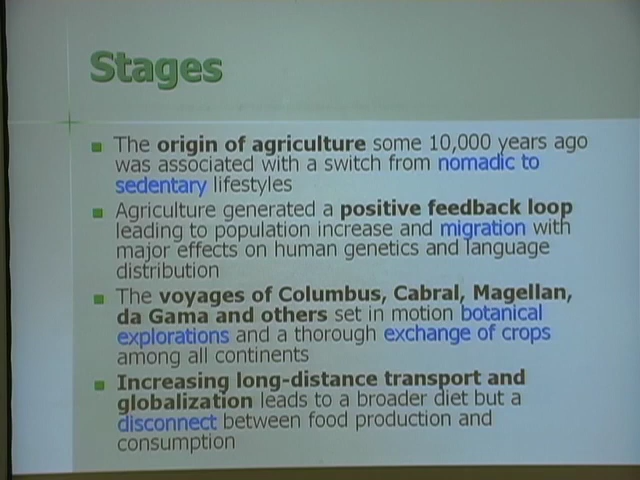 Stages
The origin of agriculture some 10,000 years ago
was associated with a switch from nomadic to
sedentary lifestyles
Agriculture generated a positive feedback loop
leading to population increase and migration with
major effects on human genetics and language
distribution
The voyages of Columbus, Cabral, Magellan,
da Gama and others set in motion botanical
explorations and a thorough exchange of crops
among all continents
Increasing long-distance transport and
globalization leads to a broader diet but a
disconnect between food production and
consumption